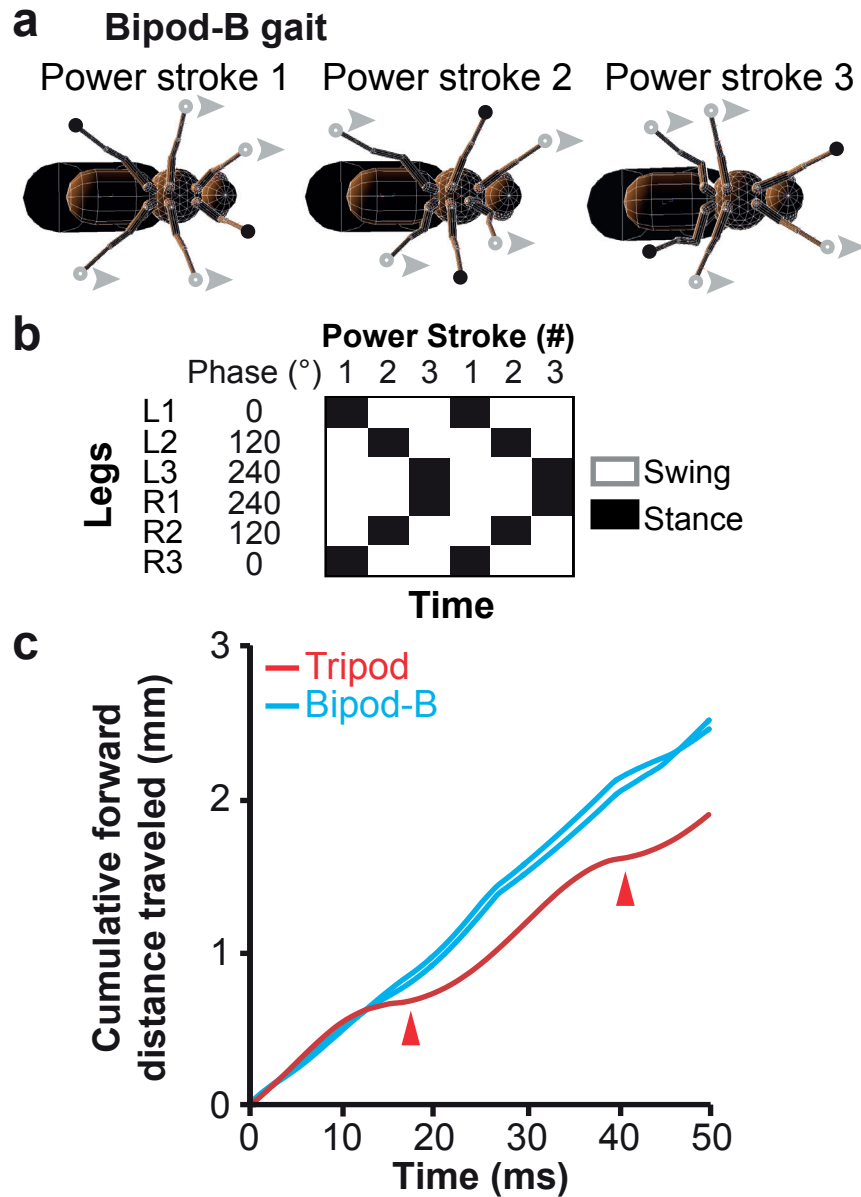 a Bipod-B gait
Power stroke 1 Power stroke 2 Power stroke 3
b
Power Stroke (#)
Phase (°) 1 2 3 1 2 3
Legs
L1 0
L2 120
L3 240
R1 240
R2 120
R3 0
Swing
Stance
Time
c
Cumulative forward
distance traveled (mm)
3
Tripod
Bipod-B
2
1
0
0 10 20 30 40 50
Time (ms)